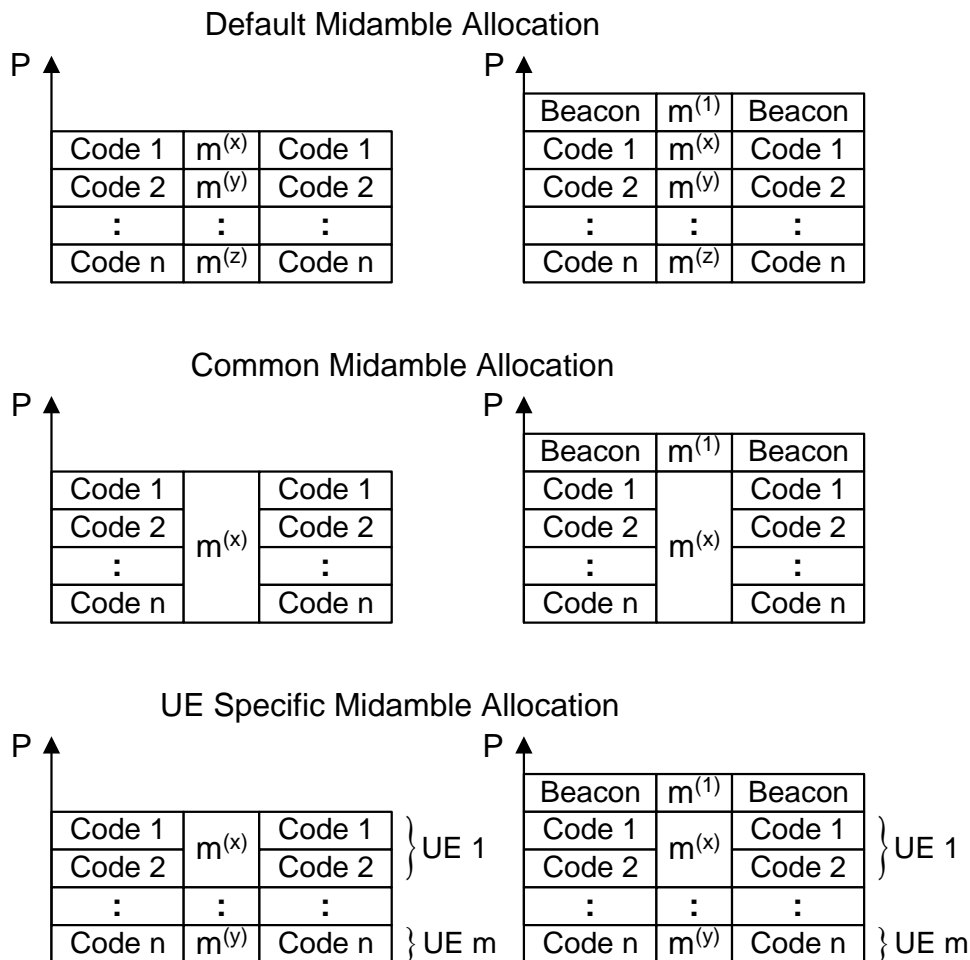 Default Midamble Allocation
P P
Beacon m(1) Beacon
Code 1 m(x) Code 1 Code 1 m(x) Code 1
Code 2 m(y) Code 2 Code 2 m(y) Code 2
: : : : : :
Code n m(z) Code n Code n m(z) Code n
Common Midamble Allocation
P P
Beacon m(1) Beacon
Code 1 Code 1 Code 1 Code 1
Code 2 m(x) Code 2 Code 2 m(x) Code 2
: : : :
Code n Code n Code n Code n
UE Specific Midamble Allocation
P P
Beacon m(1) Beacon
Code 1 m(x) Code 1 } UE 1 Code 1 m(x) Code 1 } UE 1
Code 2 Code 2 Code 2 Code 2
: : : : : :
Code n m(y) Code n } UE m Code n m(y) Code n } UE m